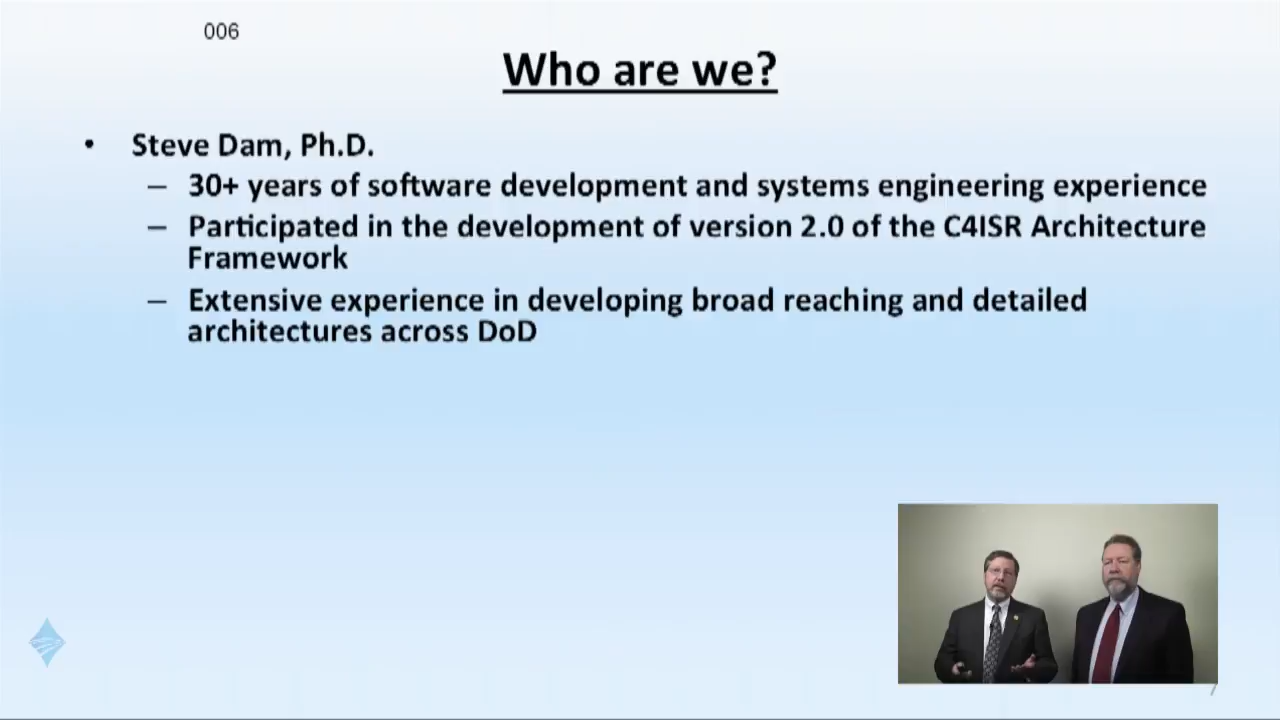 006
Who are we?
• Steve Dam, Ph.D.
– 30+ years of software development and systems engineering experience
– Participated in the development of version 2.0 of the C4ISR Architecture
Framework
– Extensive experience in developing broad reaching and detailed
architectures across DoD
7